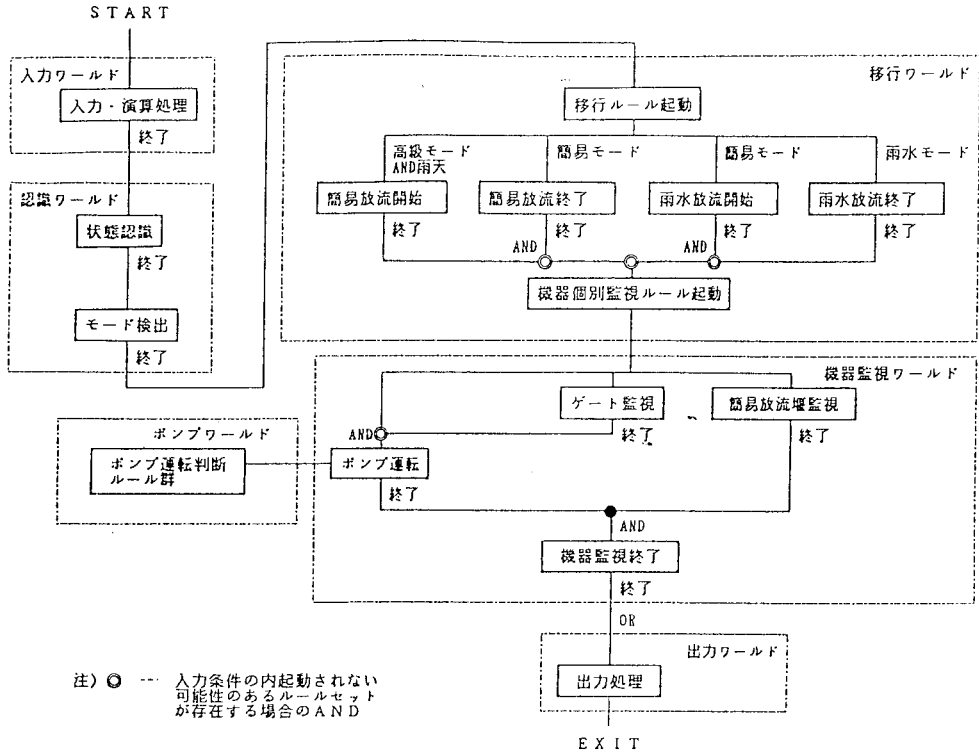 START
入力ワールド
入力・演算処理
終了
認識ワールド
状態認識
終了
モード検出
終了
移行ワールド
移行ルール起動
高級モード
AND雨天
簡易モード
簡易モード
雨水モード
簡易放流開始
簡易放流終了
雨水放流開始
雨水放流終了
終了
終了
終了
終了
AND
AND
機器個別監視ルール起動
機器監視ワールド
ゲート監視
簡易放流堰監視
終了
終了
AND
ポンプワールド
ポンプ運転判断
ルール群
ポンプ運転
終了
AND
機器監視終了
終了
OR
出力ワールド
出力処理
注)◎ --- 入力条件の内起動されない
可能性のあるルールセット
が存在する場合のAND
EXIT